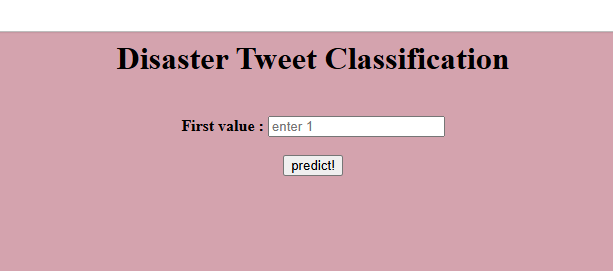 Disaster Tweet Classification
First value : enter 1
predict!